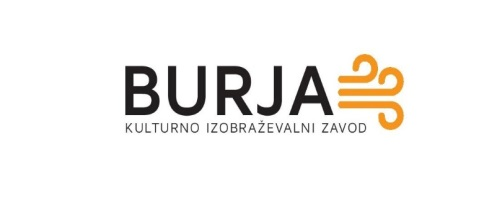 BURJA
KULTURNO IZOBRAŽEVALNI ZAVOD